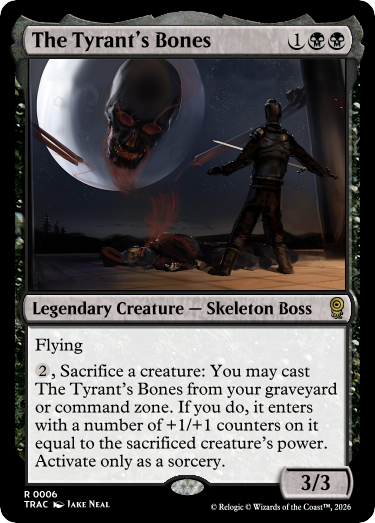 The Tyrant's Bones 1
Legendary Creature — Skeleton Boss
Flying
2, Sacrifice a creature: You may cast
The Tyrant's Bones from your graveyard
or command zone. If you do, it enters
with a number of +1/+1 counters on it
equal to the sacrificed creature's power.
Activate only as a sorcery.
3/3
R 0006
TRAC Jake Neal
© Relogic © Wizards of the Coast™, 2026